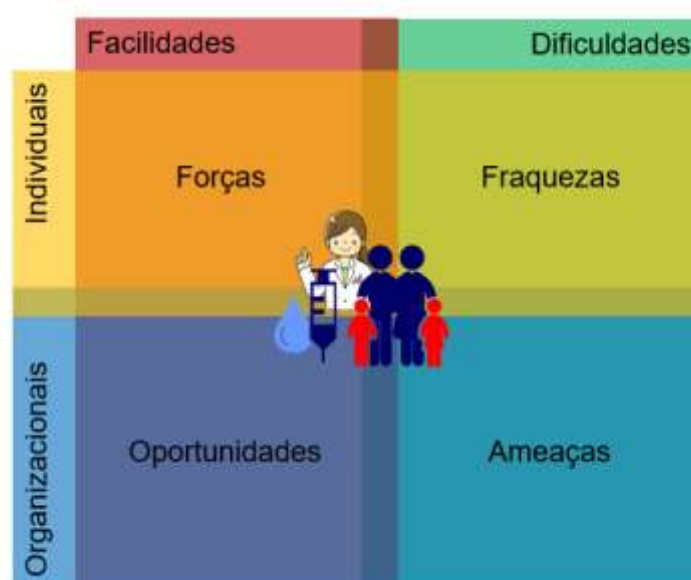 Facilidades
Dificuldades
Individuais
Forças
Fraquezas
Organizacionais
Oportunidades
Ameaças